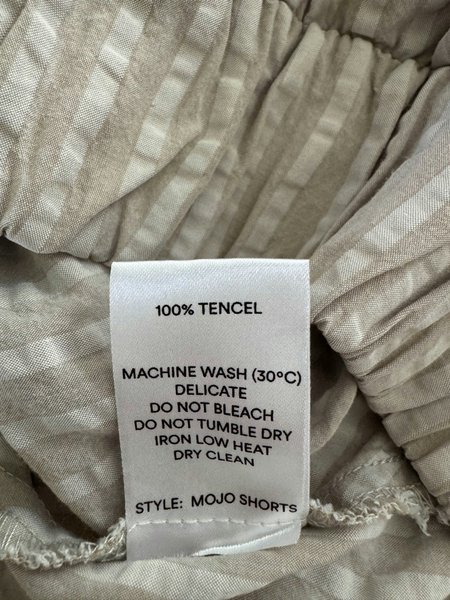 100% TENCEL
MACHINE WASH (30°C)
DELICATE
DO NOT BLEACH
DO NOT TUMBLE DRY
IRON LOW HEAT
DRY CLEAN
STYLE: MOJO SHORTS